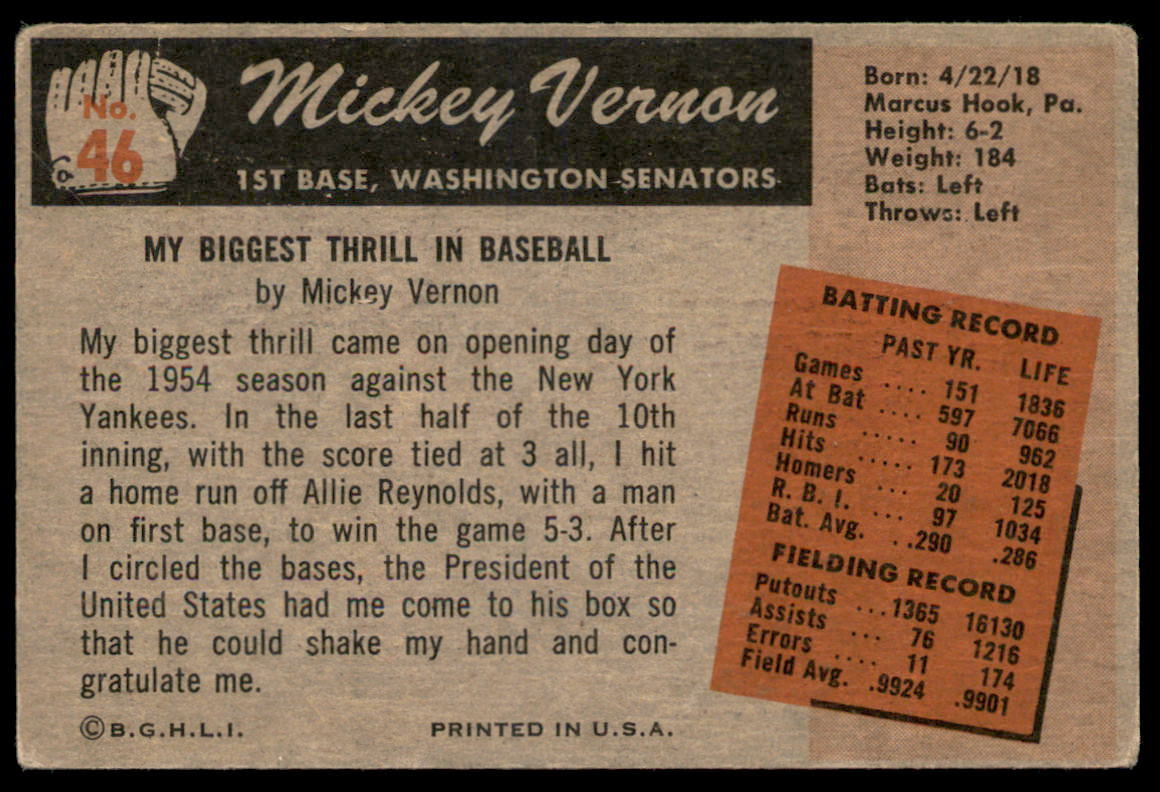 No.
46
Mickey Vernon
1ST BASE, WASHINGTON SENATORS
Born: 4/22/18
Marcus Hook, Pa.
Height: 6-2
Weight: 184
Bats: Left
Throws: Left
MY BIGGEST THRILL IN BASEBALL
by Mickey Vernon
My biggest thrill came on opening day of
the 1954 season against the New York
Yankees. In the last half of the 10th
inning, with the score tied at 3 all, I hit
a home run off Allie Reynolds, with a man
on first base, to win the game 5-3. After
I circled the bases, the President of the
United States had me come to his box so
that he could shake my hand and con-
gratulate me.
©B.G.H.L.I. PRINTED IN U.S.A.
BATTING RECORD
PAST YR. LIFE
Games .... 151 1836
At Bat .... 597 7066
Runs ..... 90 962
Hits ..... 173 2018
Homers ... 20 125
R. B. I. ... 97 1034
Bat. Avg. . .290 .286
FIELDING RECORD
Putouts ...1365 16130
Assists ... 76 1216
Errors .... 11 174
Field Avg. .9924 .9901